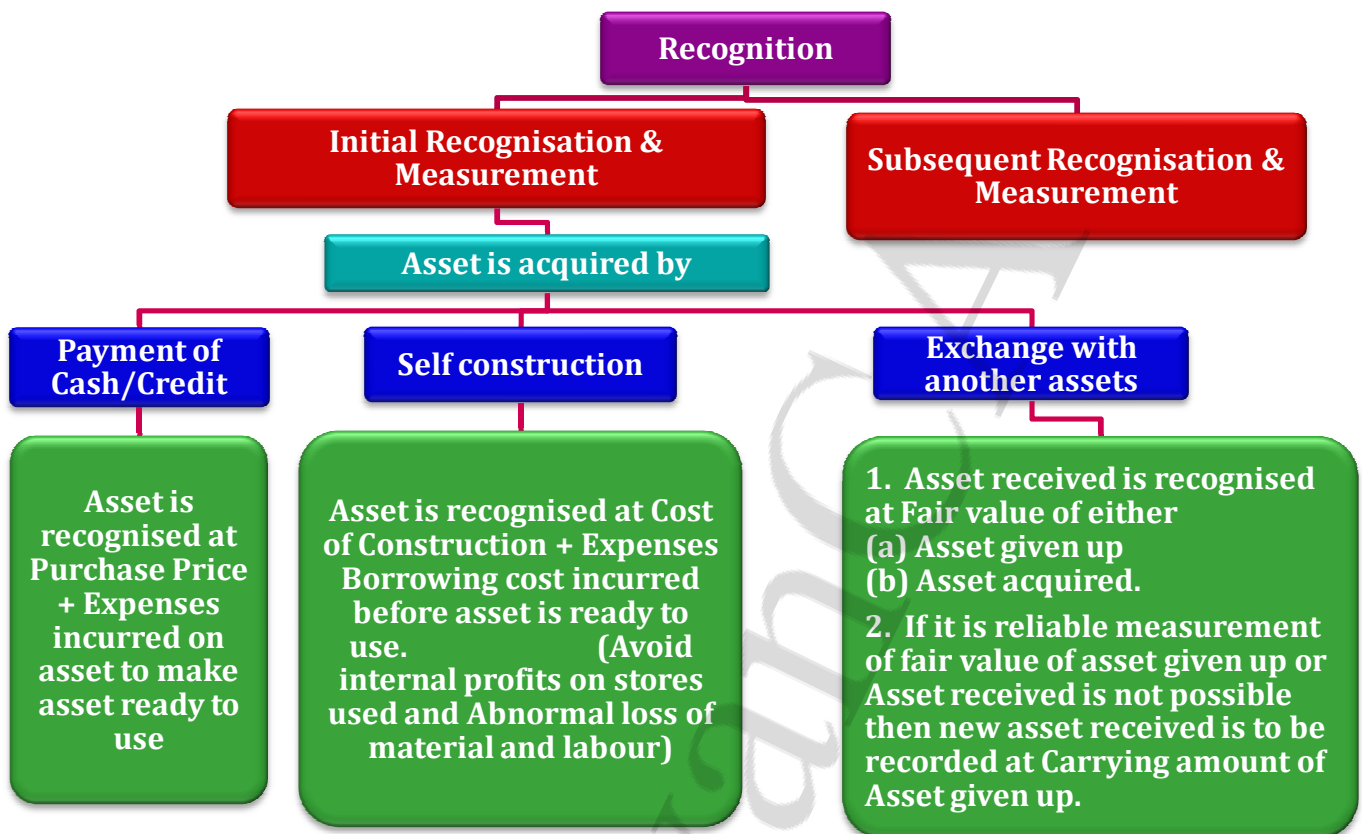 Recognition
Initial Recognisation &
Measurement
Subsequent Recognisation &
Measurement
Asset is acquired by
Payment of
Cash/Credit
Self construction
Exchange with
another assets
Asset is
recognised at
Purchase Price
+ Expenses
incurred on
asset to make
asset ready to
use
Asset is recognised at Cost
of Construction + Expenses
Borrowing cost incurred
before asset is ready to
use. (Avoid
internal profits on stores
used and Abnormal loss of
material and labour)
1. Asset received is recognised
at Fair value of either
(a) Asset given up
(b) Asset acquired.
2. If it is reliable measurement
of fair value of asset given up or
Asset received is not possible
then new asset received is to be
recorded at Carrying amount of
Asset given up.